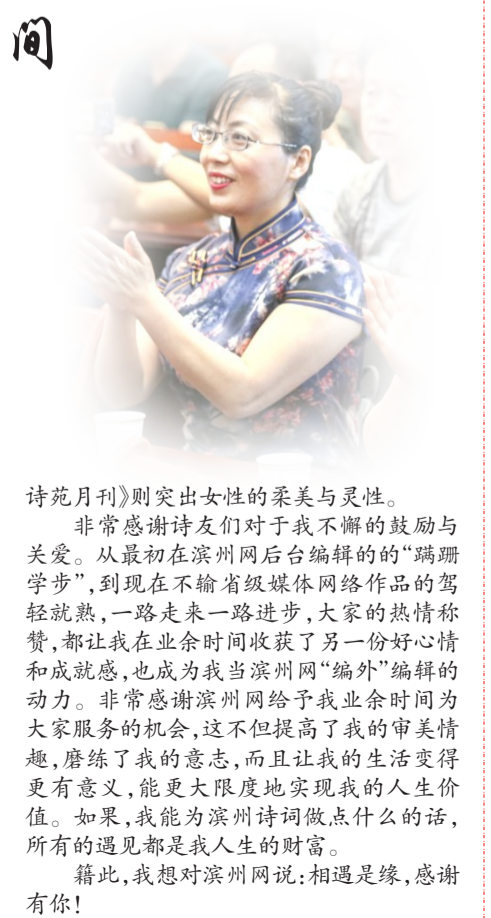 间
诗苑月刊》则突出女性的柔美与灵性。
非常感谢诗友们对于我不懈的鼓励与
关爱。从最初在滨州网后台编辑的的“蹒跚
学步”,到现在不输省级媒体网络作品的驾
轻就熟,一路走来一路进步,大家的热情称
赞,都让我在业余时间收获了另一份好心情
和成就感,也成为我当滨州网“编外”编辑的
动力。非常感谢滨州网给予我业余时间为
大家服务的机会,这不但提高了我的审美情
趣,磨练了我的意志,而且让我的生活变得
更有意义,能更大限度地实现我的人生价
值。如果,我能为滨州诗词做点什么的话,
所有的遇见都是我人生的财富。
籍此,我想对滨州网说:相遇是缘,感谢
有你!